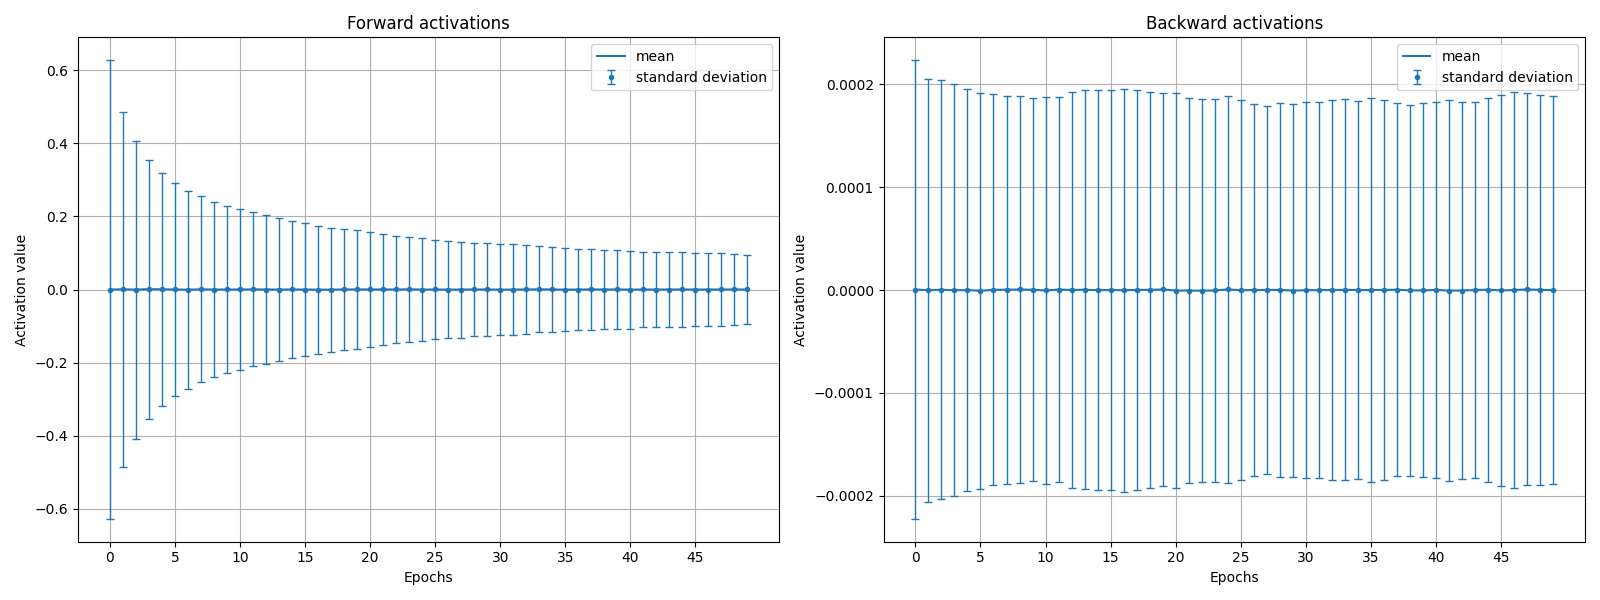 Forward activations
mean
standard deviation
0.6
0.4
0.2
0.0
−0.2
−0.4
−0.6
Activation value
0 5 10 15 20 25 30 35 40 45
Epochs
Backward activations
mean
standard deviation
0.0002
0.0001
0.0000
−0.0001
−0.0002
Activation value
0 5 10 15 20 25 30 35 40 45
Epochs